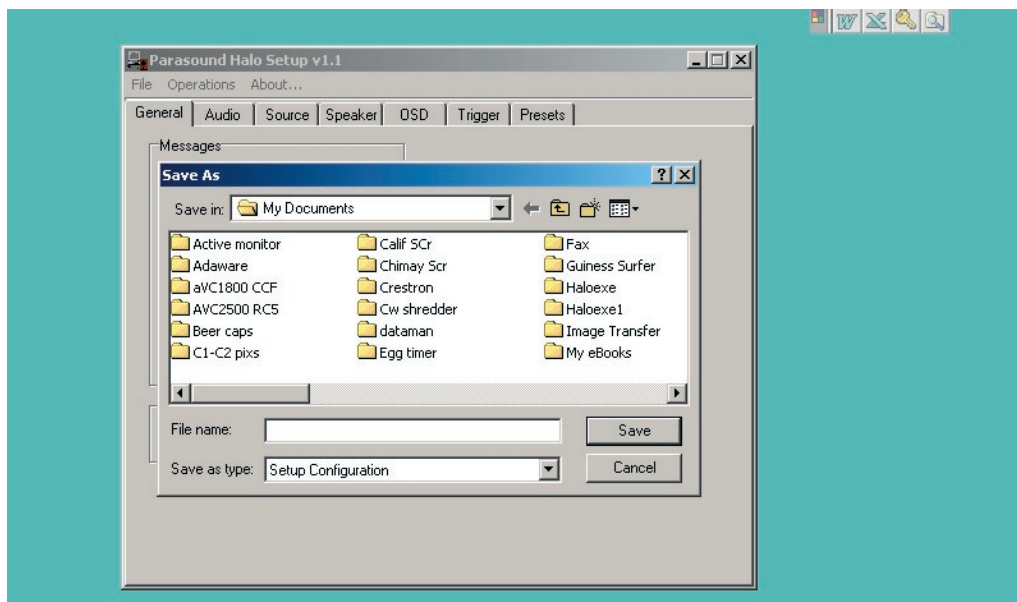 Parasound Halo Setup v1.1
File Operations About...
General Audio Source Speaker OSD Trigger Presets
Messages
Save As
Save in: My Documents
Active monitor Calif SCr Fax
Adaware Chimay Scr Guiness Surfer
aVC1800 CCF Crestron Haloexe
AVC2500 RC5 Cw shredder Haloexe1
Beer caps dataman Image Transfer
C1-C2 pixs Egg timer My eBooks
File name: Save
Save as type: Setup Configuration Cancel